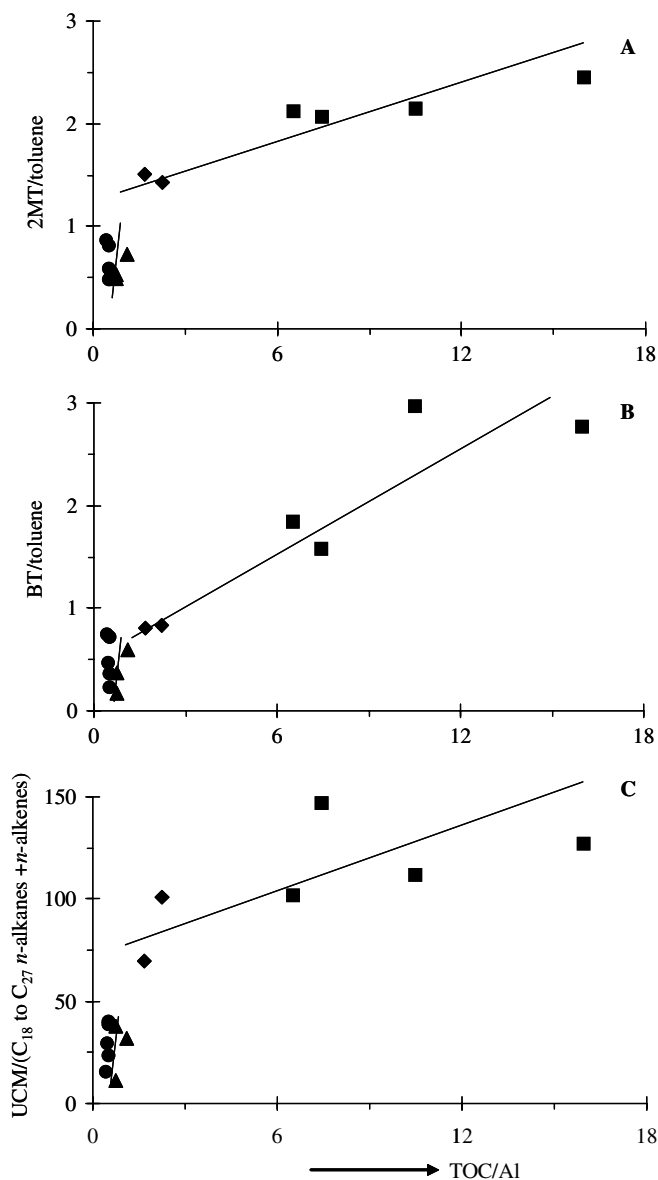 3
A
2
1
0
2MT/toluene
0 6 12 18
3
B
2
1
0
BT/toluene
0 6 12 18
150
C
100
50
0
UCM/(C₁₈ to C₂₇ n-alkanes +n-alkenes)
0 6 12 18
TOC/Al